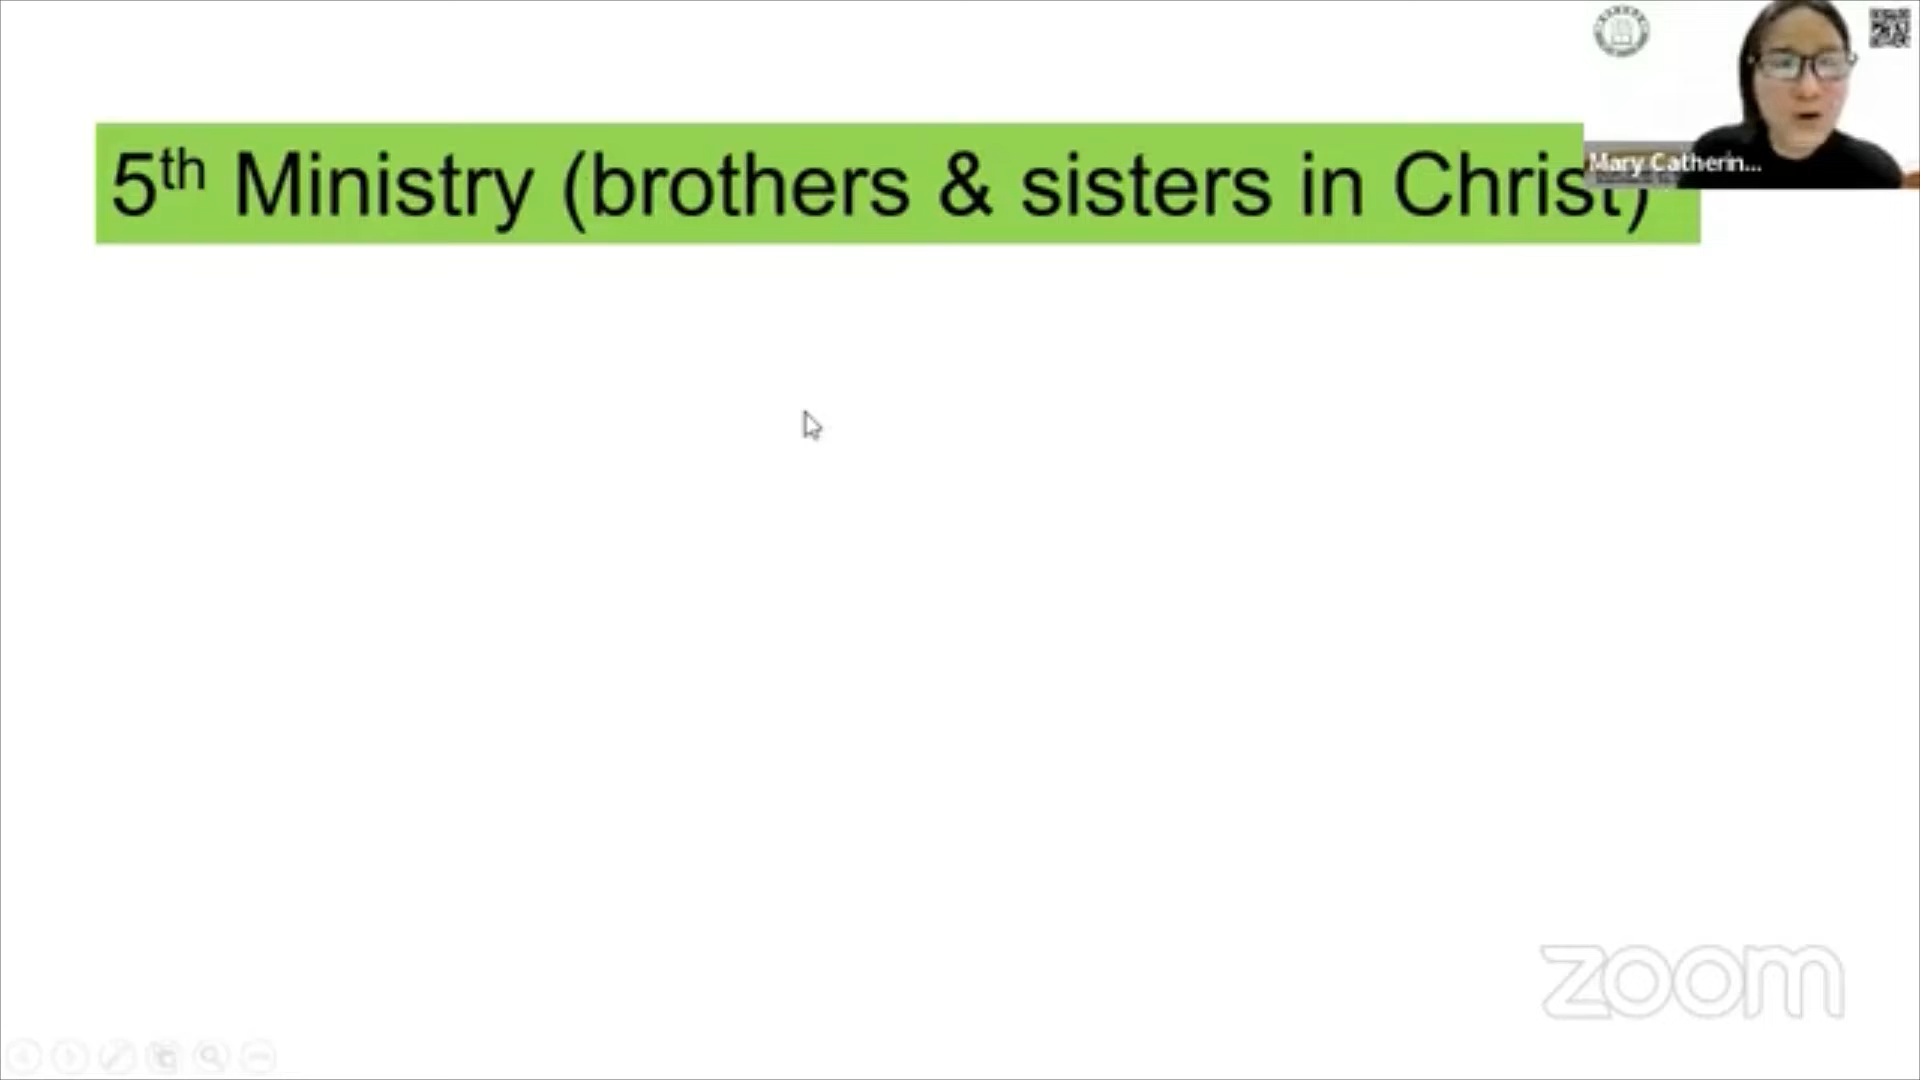 5th Ministry (brothers & sisters in Christ)
Mary Catherin...
zoom